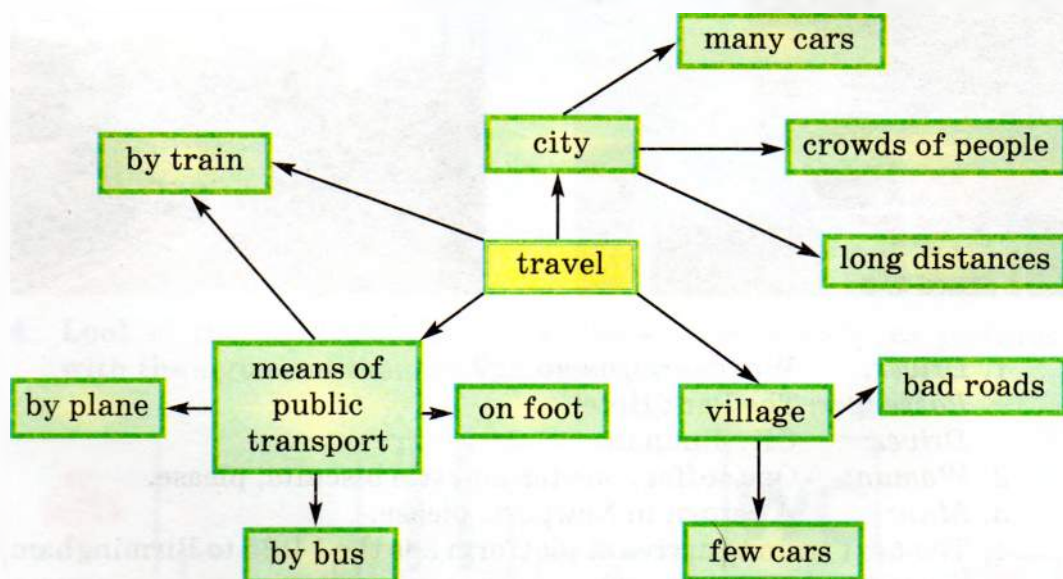 many cars
by train
city
crowds of people
travel
long distances
means of
public
transport
by plane
on foot
village
bad roads
by bus
few cars